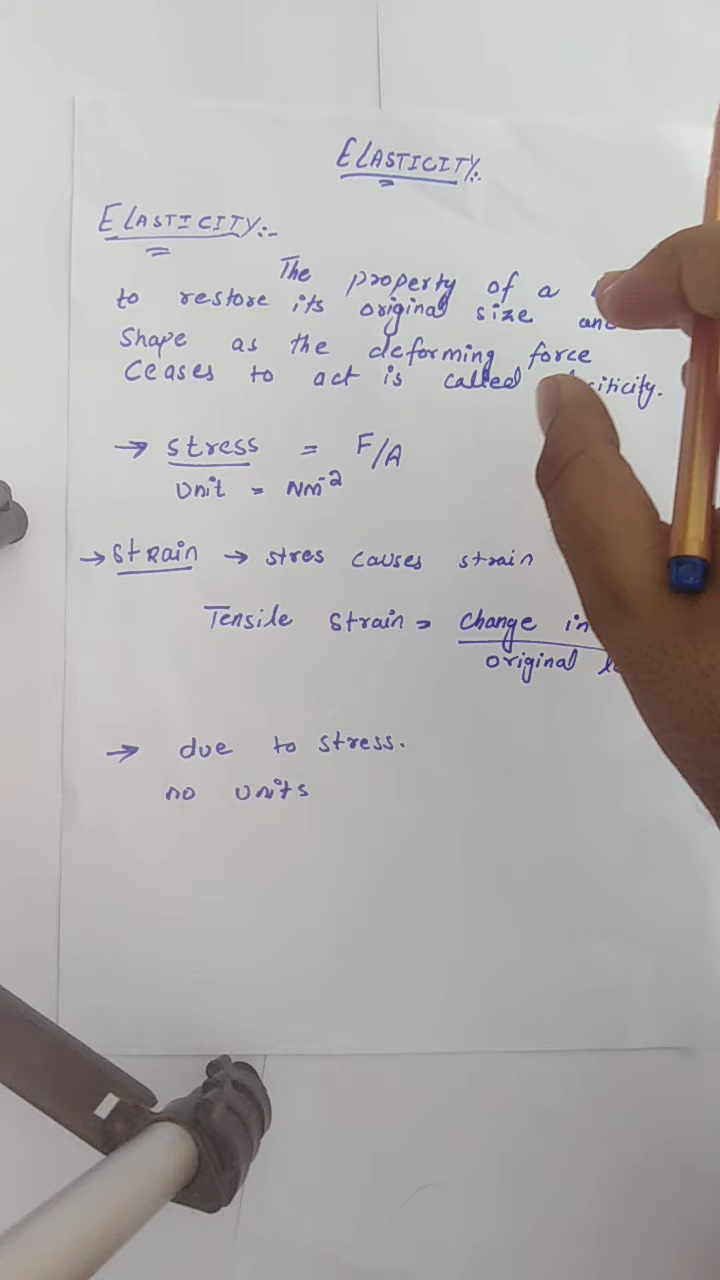 ELASTICITY:.
ELASTICITY:-
The property of a
to restore its original size and
Shape as the deforming force
Ceases to act is called
→ stress = F/A
Unit = Nm⁻²
→ StRain → stres causes strain
Tensile Strain = Change in
original
→ due to stress.
no units